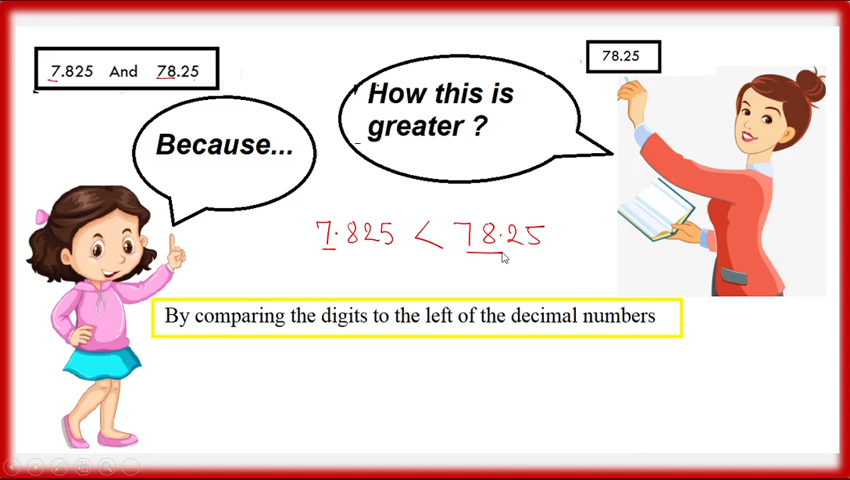 7.825 And 78.25
78.25
How this is
greater ?
Because...
7.825 < 78.25
By comparing the digits to the left of the decimal numbers